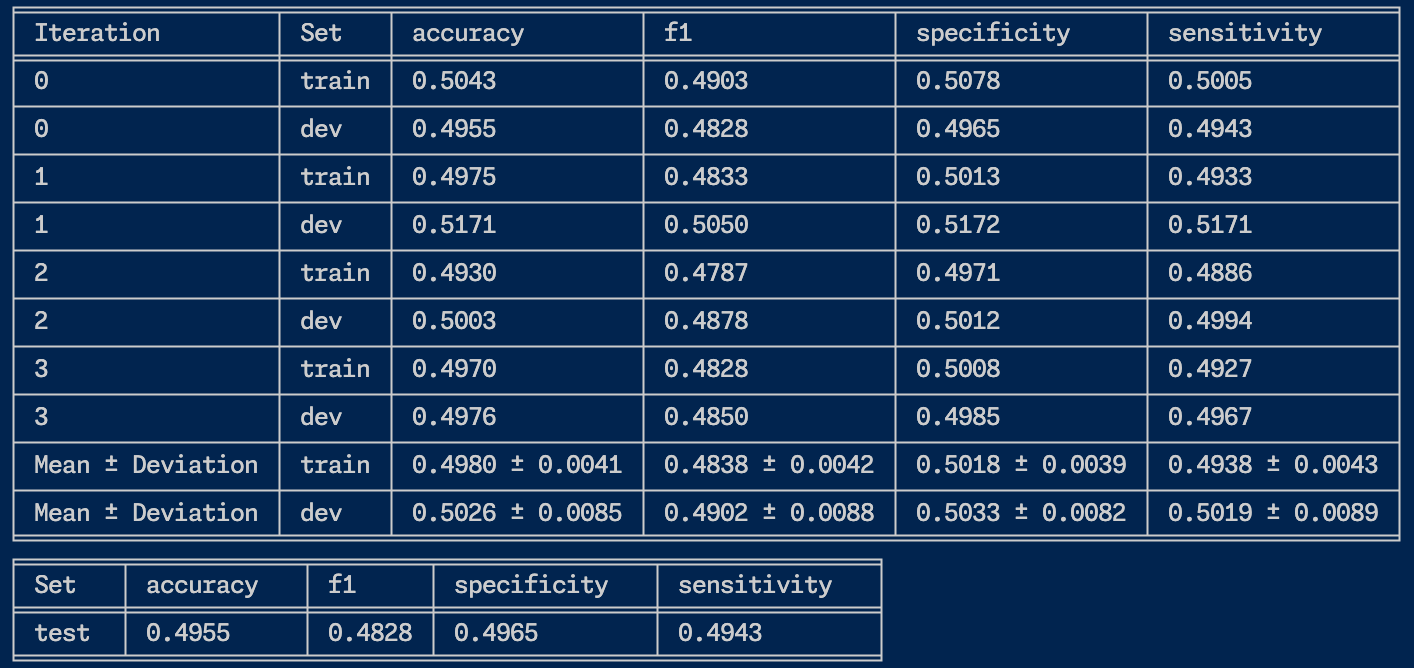 Iteration Set accuracy f1 specificity sensitivity
0 train 0.5043 0.4903 0.5078 0.5005
0 dev 0.4955 0.4828 0.4965 0.4943
1 train 0.4975 0.4833 0.5013 0.4933
1 dev 0.5171 0.5050 0.5172 0.5171
2 train 0.4930 0.4787 0.4971 0.4886
2 dev 0.5003 0.4878 0.5012 0.4994
3 train 0.4970 0.4828 0.5008 0.4927
3 dev 0.4976 0.4850 0.4985 0.4967
Mean ± Deviation train 0.4980 ± 0.0041 0.4838 ± 0.0042 0.5018 ± 0.0039 0.4938 ± 0.0043
Mean ± Deviation dev 0.5026 ± 0.0085 0.4902 ± 0.0088 0.5033 ± 0.0082 0.5019 ± 0.0089
Set accuracy f1 specificity sensitivity
test 0.4955 0.4828 0.4965 0.4943